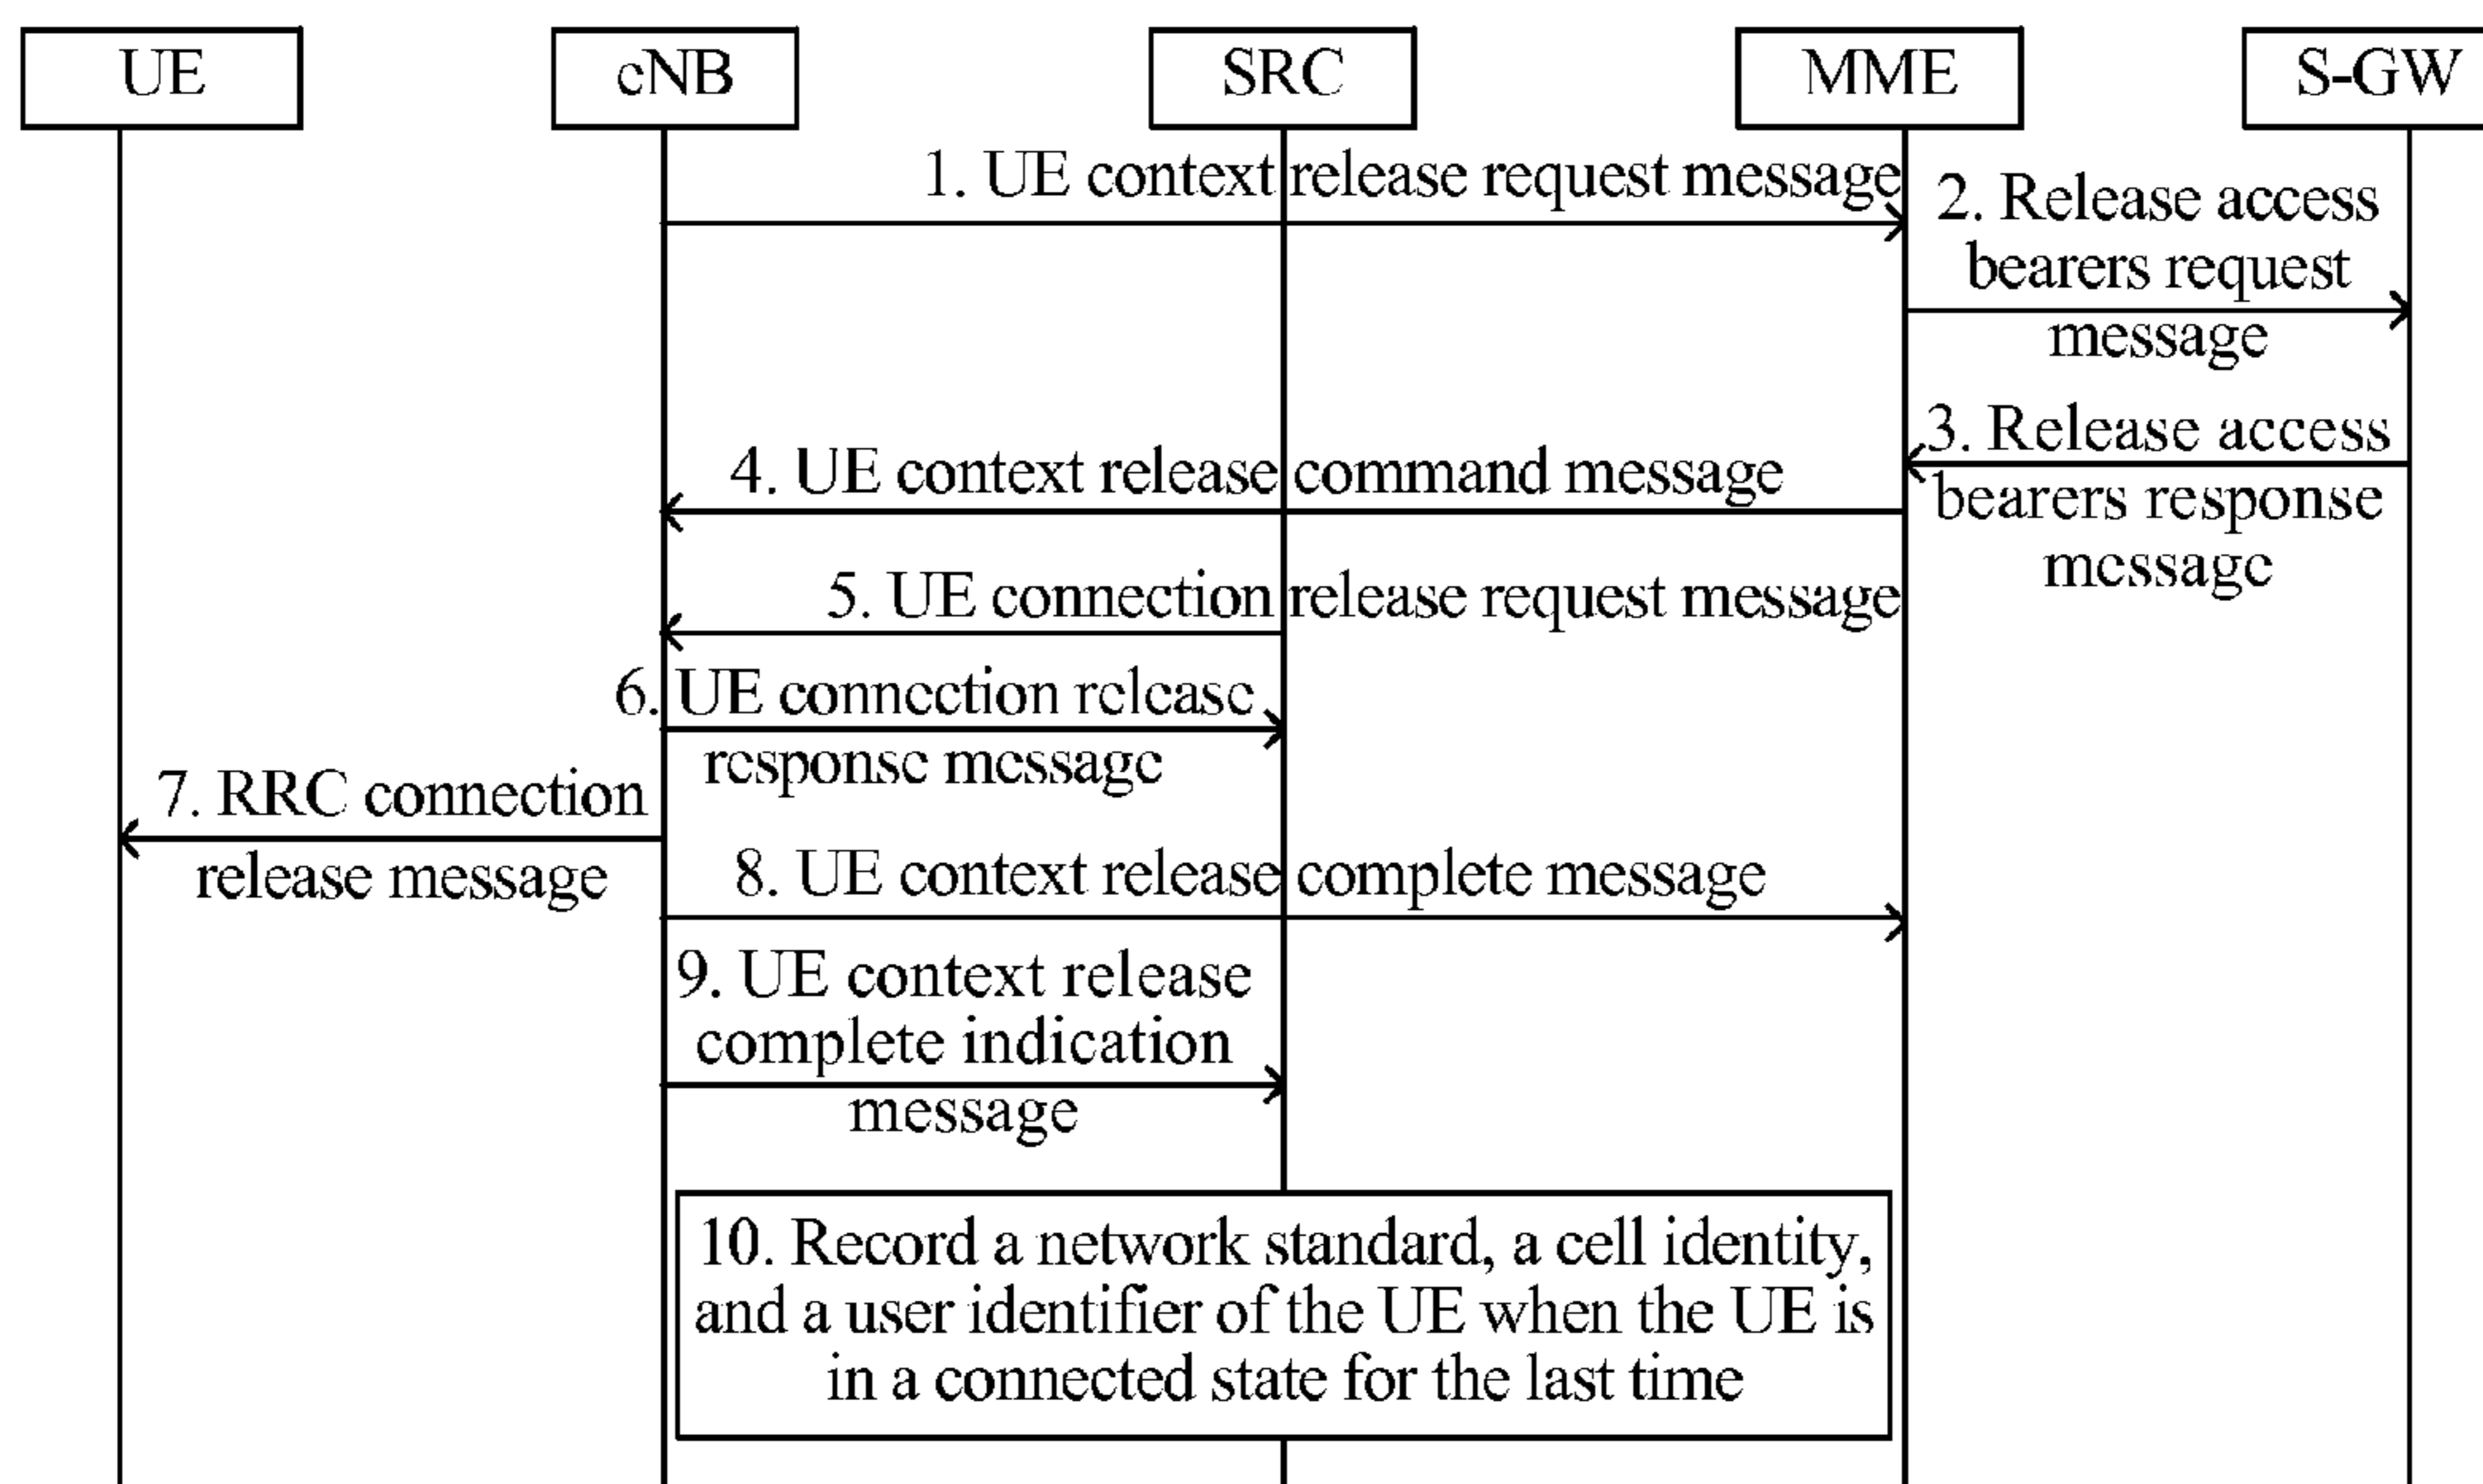 UE
eNB
SRC
MME
S-GW
1. UE context release request message
2. Release access
bearers request
message
3. Release access
bearers response
message
4. UE context release command message
5. UE connection release request message
6. UE connection release
response message
7. RRC connection
release message
8. UE context release complete message
9. UE context release
complete indication
message
10. Record a network standard, a cell identity,
and a user identifier of the UE when the UE is
in a connected state for the last time